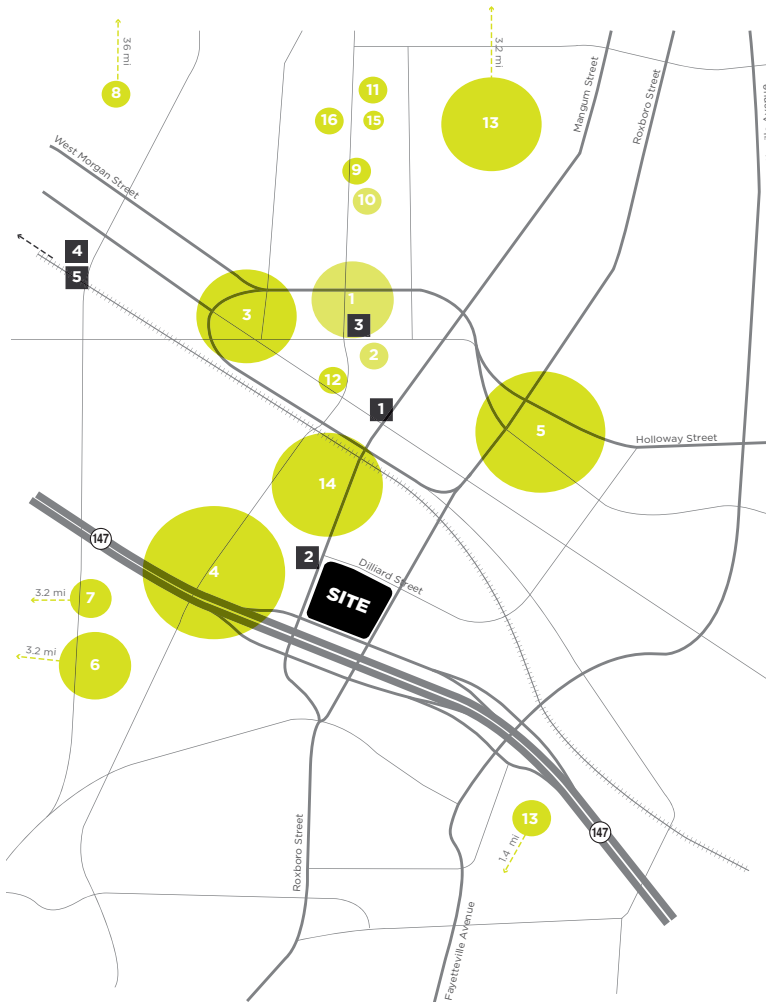 3.6 mi
3.2 mi
8
11
16
15
13
Mangum Street
Roxboro Street
West Morgan Street
9
10
4
5
3
1
3
2
12
1
5
Holloway Street
14
147
2
4
Dilliard Street
SITE
3.2 mi
7
3.2 mi
6
13
1.4 mi
147
Roxboro Street
Fayetteville Avenue